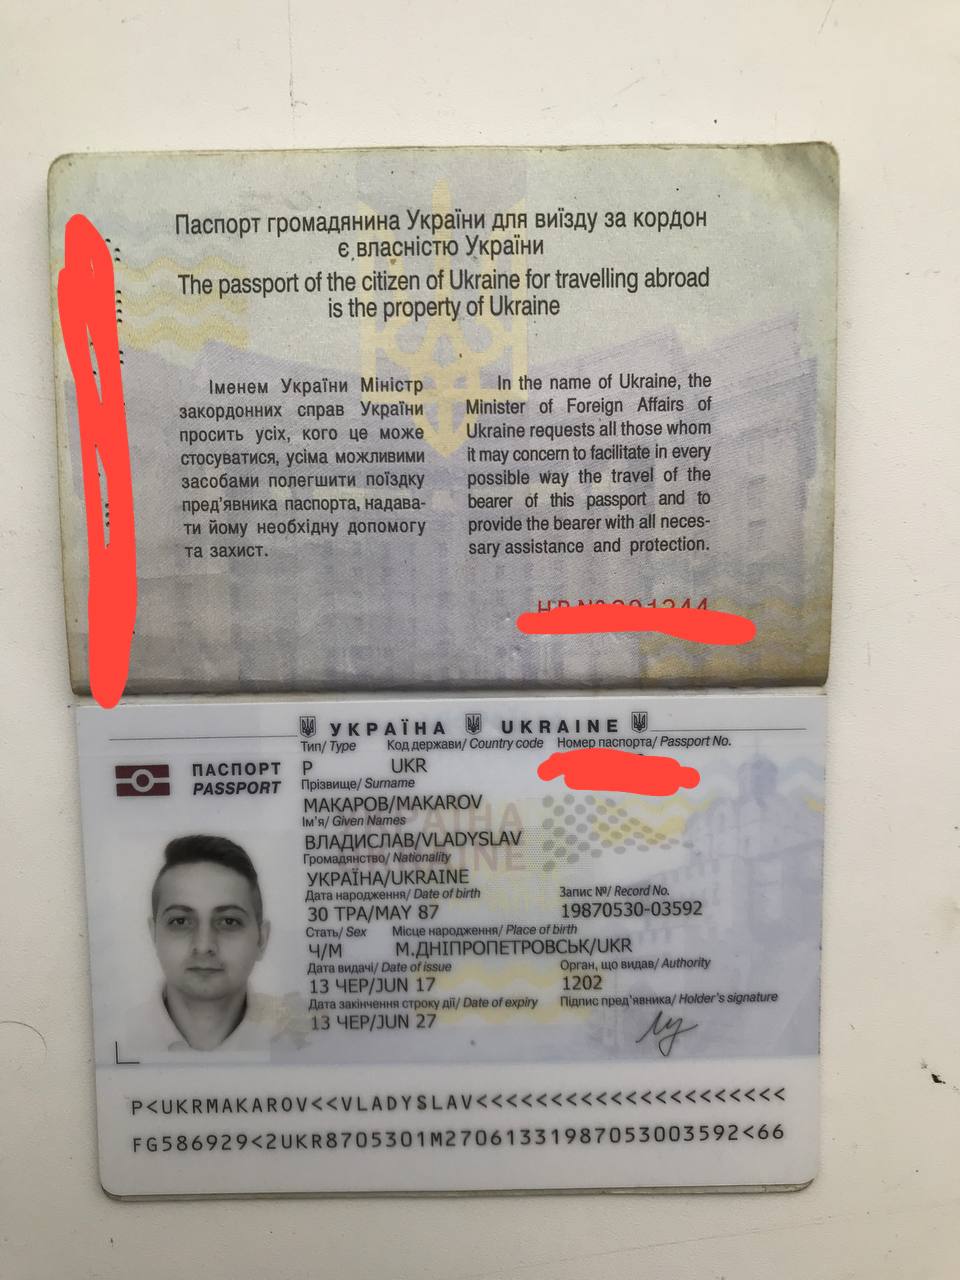 Паспорт громадянина України для виїзду за кордон
є власністю України
The passport of the citizen of Ukraine for travelling abroad
is the property of Ukraine
Іменем України Міністр
закордонних справ України
просить усіх, кого це може
стосуватися, усіма можливими
засобами полегшити поїздку
пред'явника паспорта, надава-
ти йому необхідну допомогу
та захист.
In the name of Ukraine, the
Minister of Foreign Affairs of
Ukraine requests all those whom
it may concern to facilitate in every
possible way the travel of the
bearer of this passport and to
provide the bearer with all neces-
sary assistance and protection.
УКРАЇНА UKRAINE
ПАСПОРТ
PASSPORT
Тип/ Type Код держави/ Country code Номер паспорта/ Passport No.
P UKR
Прізвище/ Surname
МАКАРОВ/MAKAROV
Ім'я/ Given Names
ВЛАДИСЛАВ/VLADYSLAV
Громадянство/ Nationality
УКРАЇНА/UKRAINE
Дата народження/ Date of birth Запис №/ Record No.
30 ТРА/MAY 87 19870530-03592
Стать/ Sex Місце народження/ Place of birth
Ч/M М.ДНІПРОПЕТРОВСЬК/UKR
Дата видачі/ Date of issue Орган, що видав/ Authority
13 ЧЕР/JUN 17 1202
Дата закінчення строку дії/ Date of expiry Підпис пред'явника/ Holder's signature
13 ЧЕР/JUN 27
P<UKRMAKAROV<<VLADYSLAV<<<<<<<<<<<<<<<<<<<<<
FG586929<2UKR8705301M27061331987053003592<66